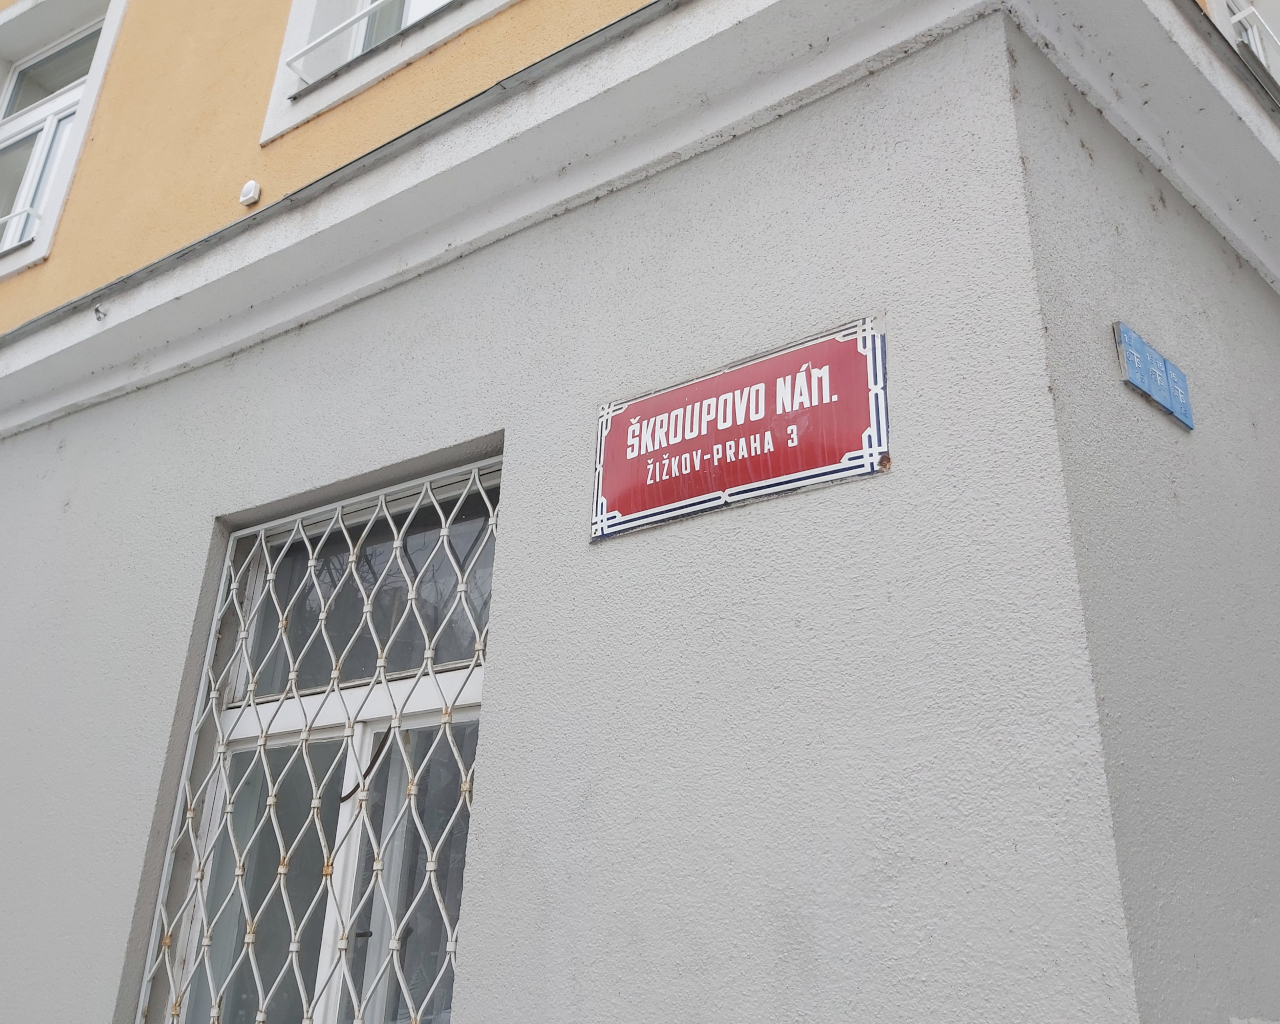 ŠKROUPOVO NÁM.
ŽIŽKOV-PRAHA 3